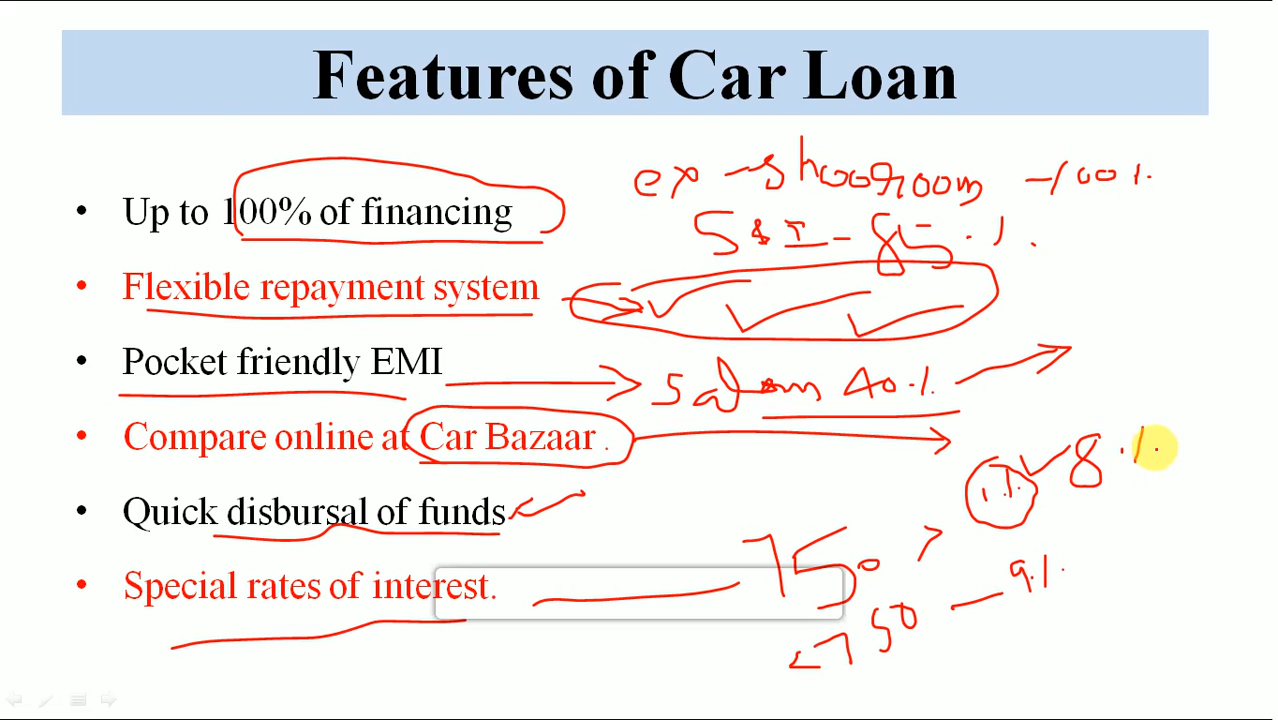 Features of Car Loan
• Up to 100% of financing
ex - showroom - 100%.
85%.
• Flexible repayment system
• Pocket friendly EMI
40%.
• Compare online at Car Bazaar .
1%. 8%.
• Quick disbursal of funds
750 >
• Special rates of interest.
9%.
<750